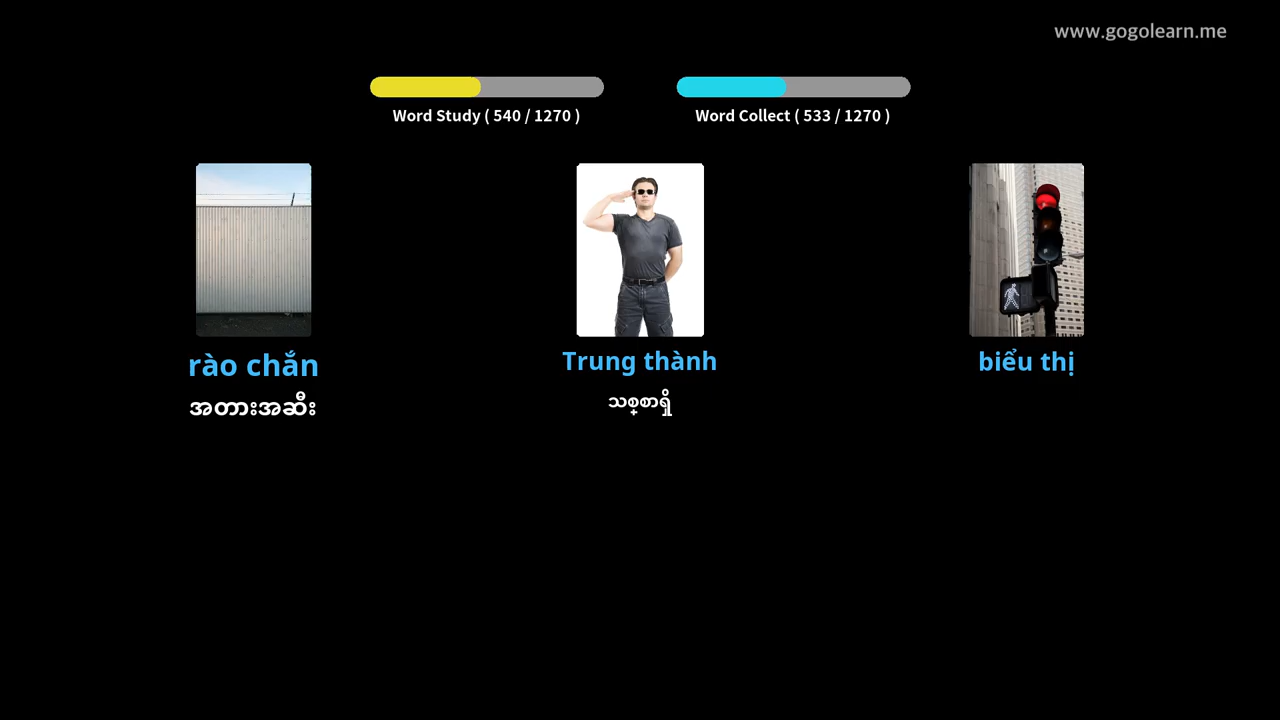 www.gogolearn.me
Word Study ( 540 / 1270 )
Word Collect ( 533 / 1270 )
rào chắn
Trung thành
biểu thị
အတားအဆီး
သစ္စာရှိ